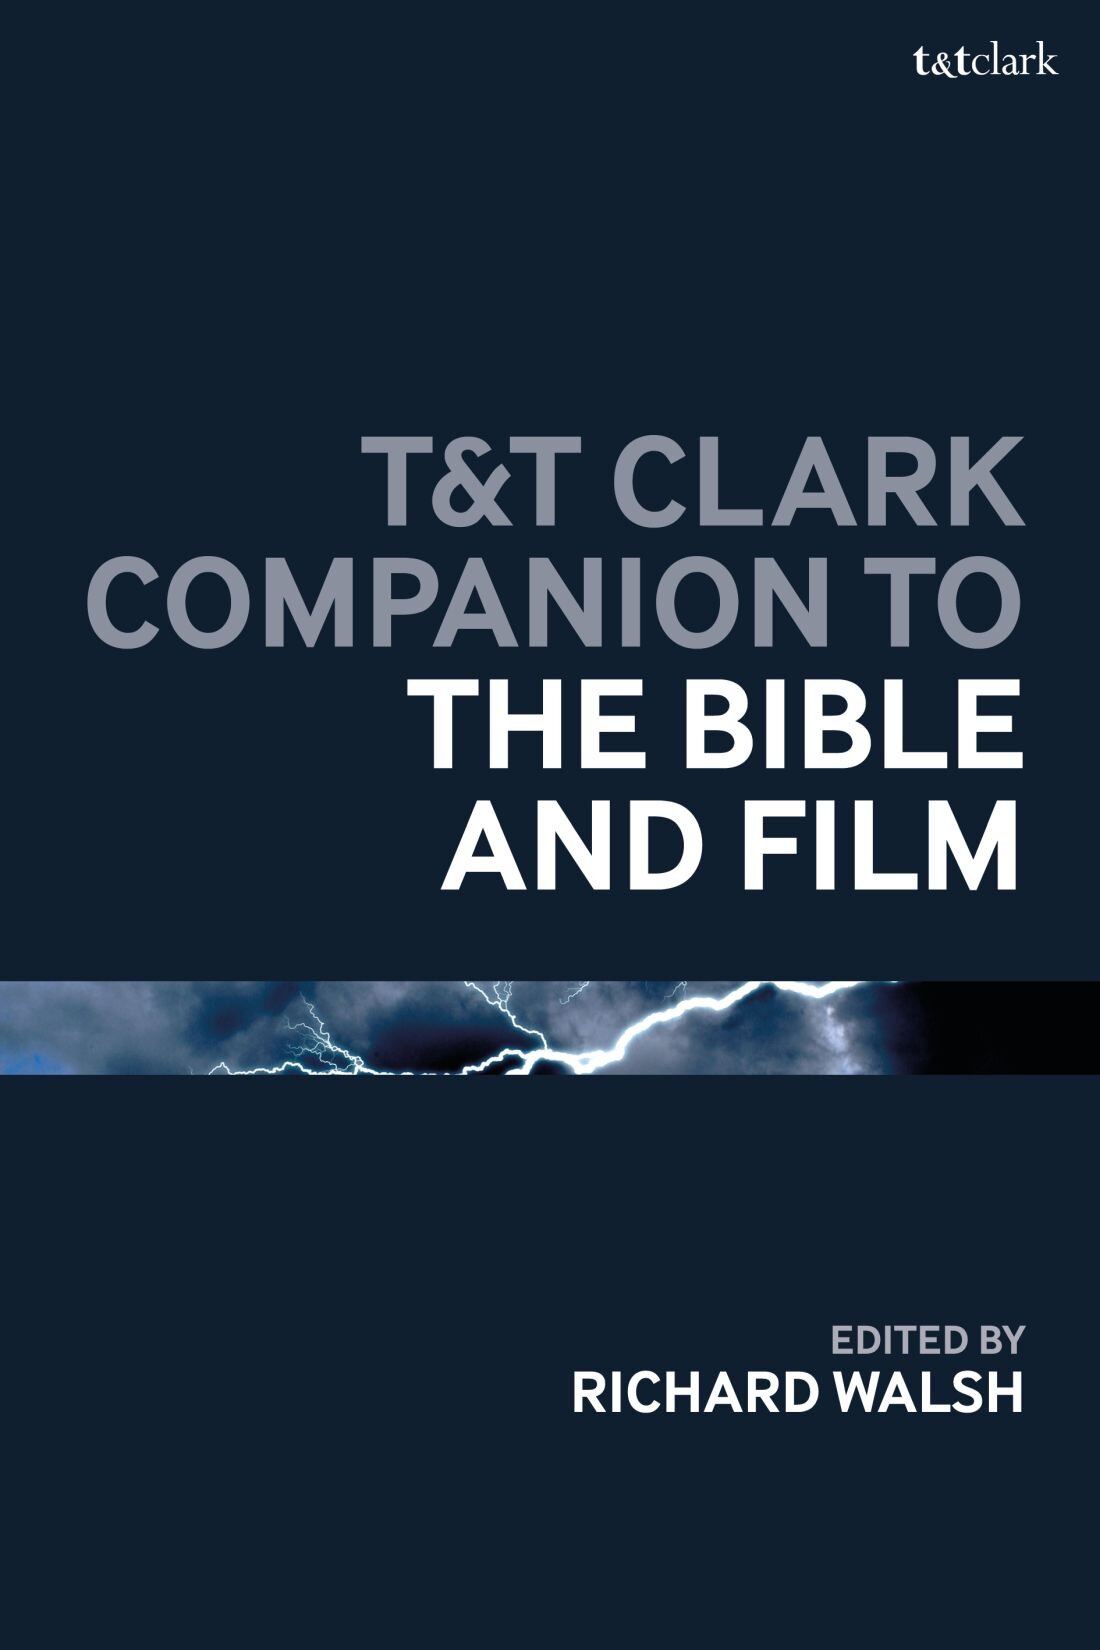 t&tclark
T&T CLARK
COMPANION TO
THE BIBLE
AND FILM
EDITED BY
RICHARD WALSH